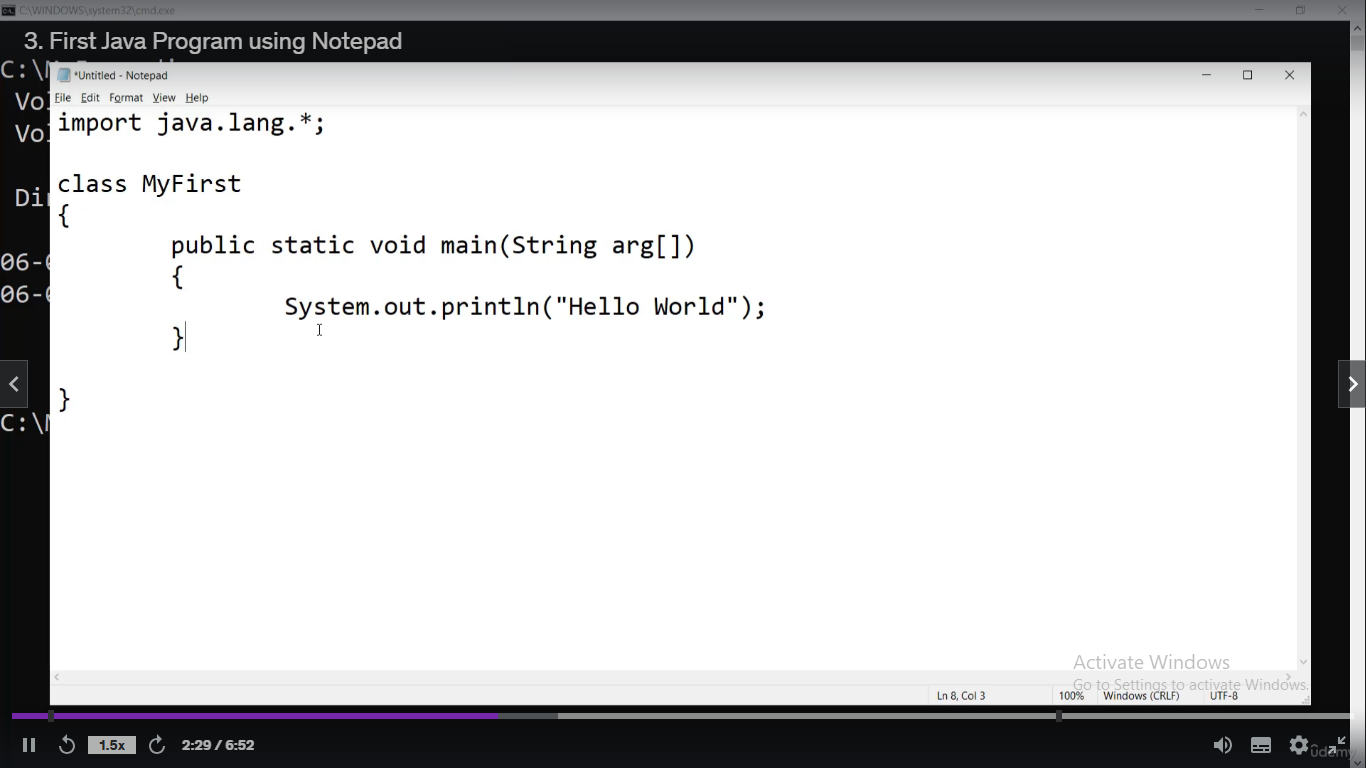 C:\WINDOWS\system32\cmd.exe
3. First Java Program using Notepad
C:\
*Untitled - Notepad
File Edit Format View Help
Vo
Vo
Di
06-
06-
C:\
import java.lang.*;
class MyFirst
{
public static void main(String arg[])
{
System.out.println("Hello World");
}
}
Activate Windows
Go to Settings to activate Windows.
Ln 8, Col 3
100%
Windows (CRLF)
UTF-8
1.5x
2:29 / 6:52
udemy